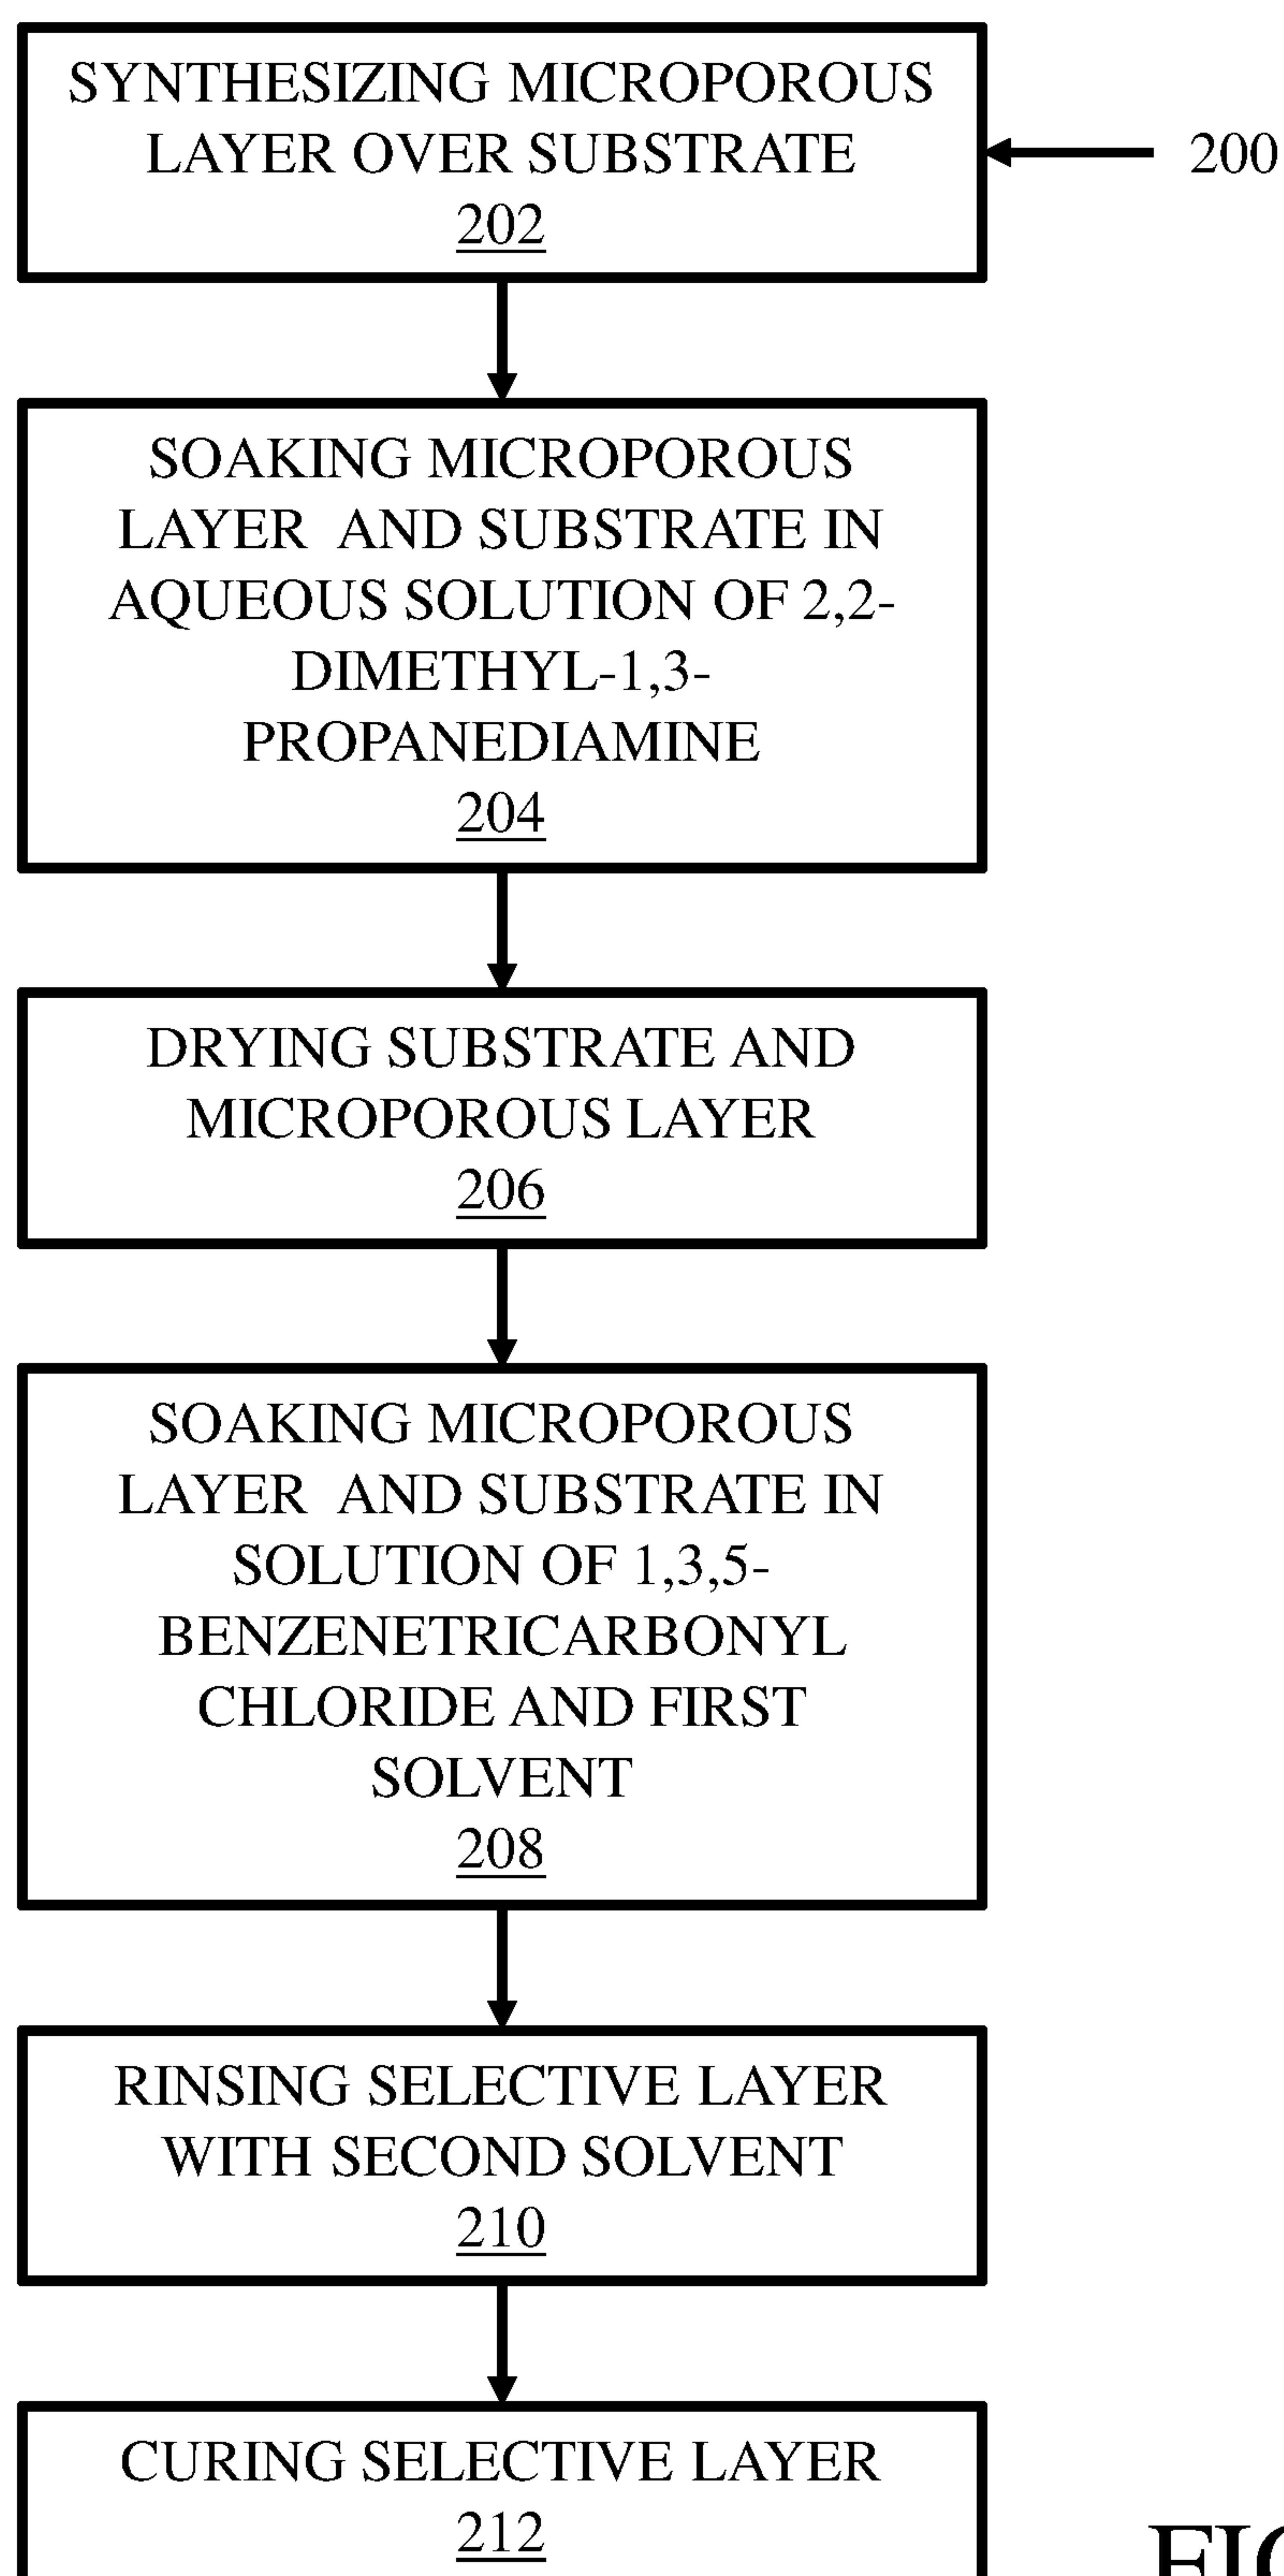 SYNTHESIZING MICROPOROUS
LAYER OVER SUBSTRATE
202
200
SOAKING MICROPOROUS
LAYER AND SUBSTRATE IN
AQUEOUS SOLUTION OF 2,2-
DIMETHYL-1,3-
PROPANEDIAMINE
204
DRYING SUBSTRATE AND
MICROPOROUS LAYER
206
SOAKING MICROPOROUS
LAYER AND SUBSTRATE IN
SOLUTION OF 1,3,5-
BENZENETRICARBONYL
CHLORIDE AND FIRST
SOLVENT
208
RINSING SELECTIVE LAYER
WITH SECOND SOLVENT
210
CURING SELECTIVE LAYER
212